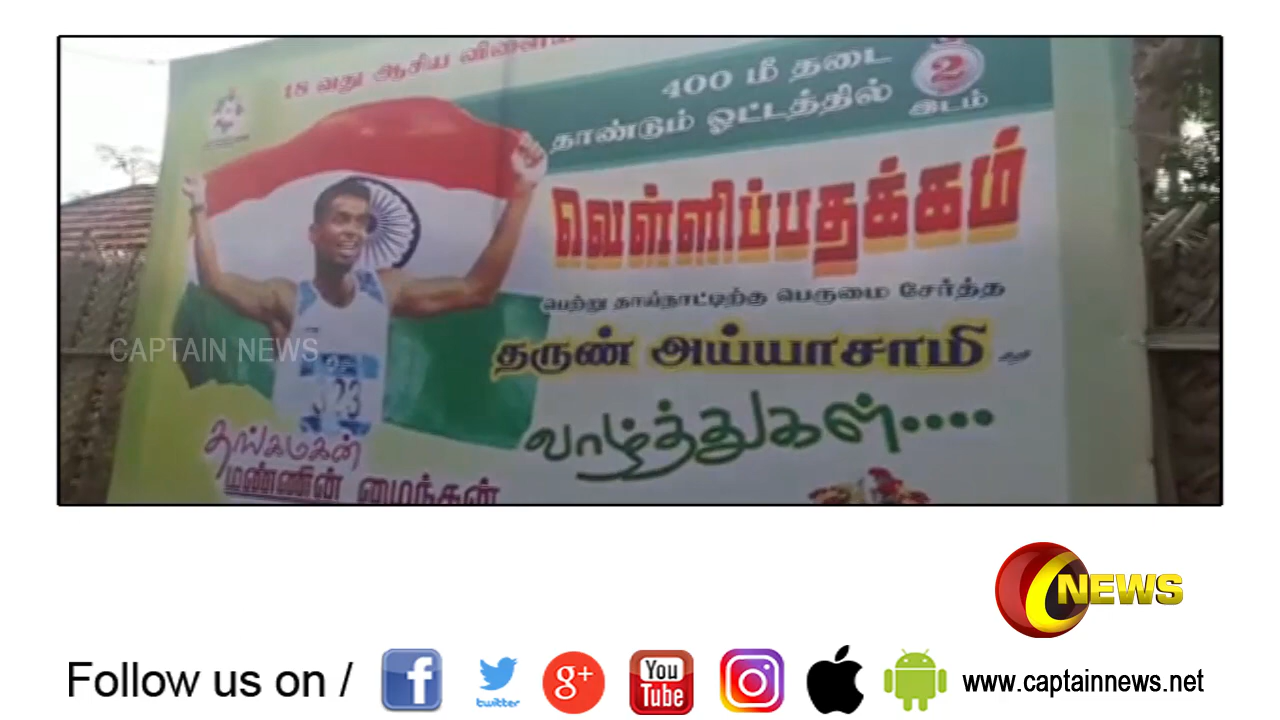 18 வது ஆசிய
400 மீ தடை
தாண்டும் ஓட்டத்தில்
2
இடம்
வெள்ளிப்பதக்கம்
பெற்று தாய்நாட்டிற்கு பெருமை சேர்த்த
தருண் அய்யாசாமி
வாழ்த்துகள்....
323
தங்கமகன்
மண்ணின் மைந்தன்
CAPTAIN NEWS
NEWS
Follow us on /
f
twitter
g+
You
Tube
www.captainnews.net